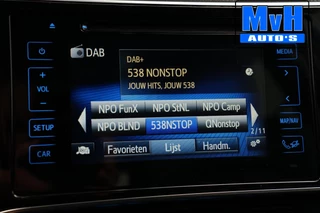 MvH
AUTO'S
DAB
DAB+
538 NONSTOP
JOUW HITS, JOUW 538
MEDIA
+
VOL
-
SETUP
CAR
MAP/NAV
NPO FunX
NPO StNL
NPO Camp
NPO BLND
538NSTOP
QNonstop
2/11
Favorieten
Lijst
Handm.